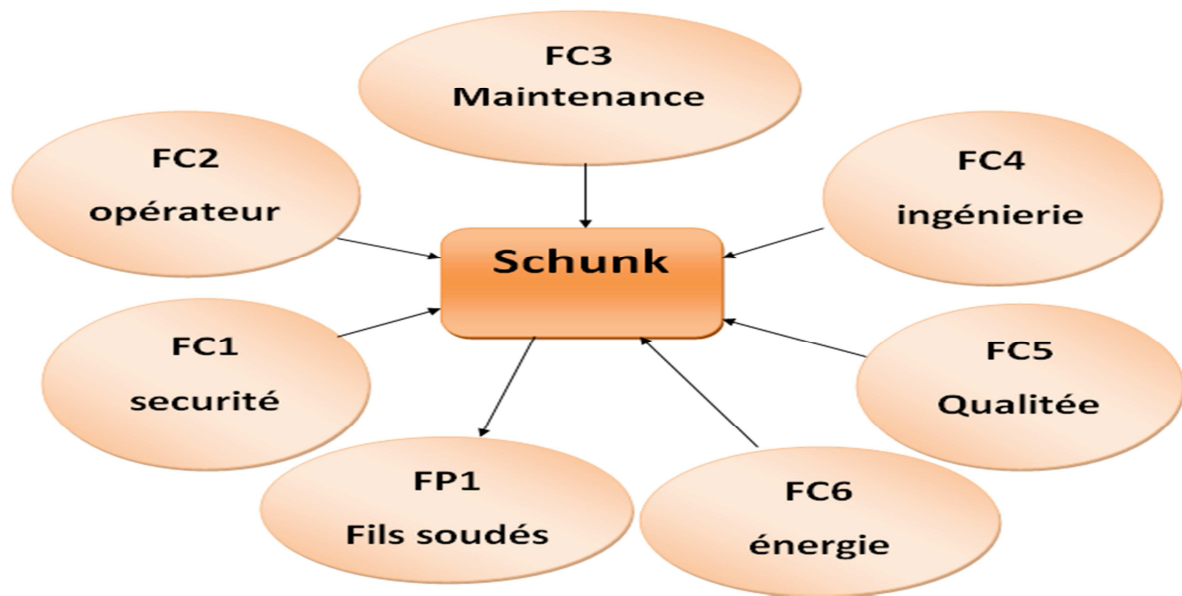 FC3
Maintenance
FC2
opérateur
FC4
ingénierie
Schunk
FC1
securité
FC5
Qualitée
FP1
Fils soudés
FC6
énergie